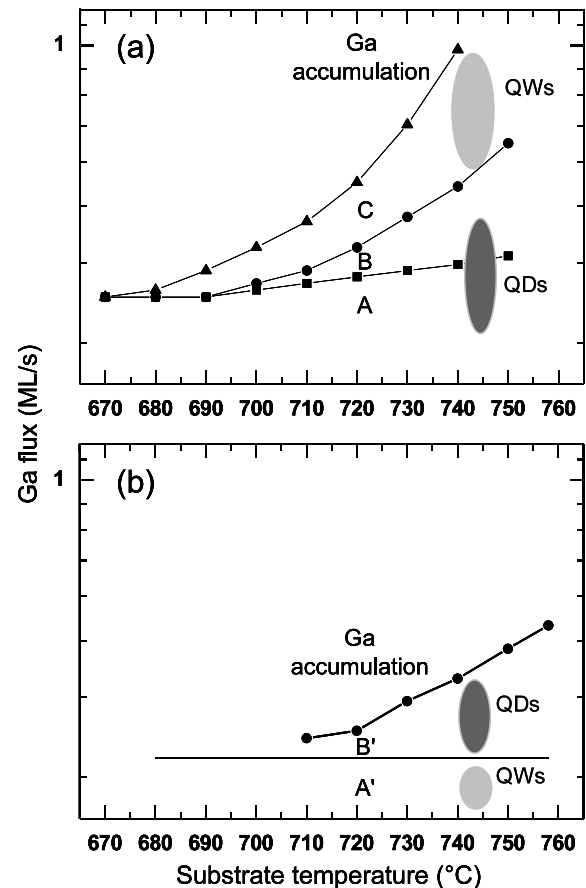 1
(a)
Ga
accumulation
QWs
C
B
A
QDs
670 680 690 700 710 720 730 740 750 760
Ga flux (ML/s)
1
(b)
Ga
accumulation
QDs
B'
QWs
A'
670 680 690 700 710 720 730 740 750 760
Substrate temperature (°C)